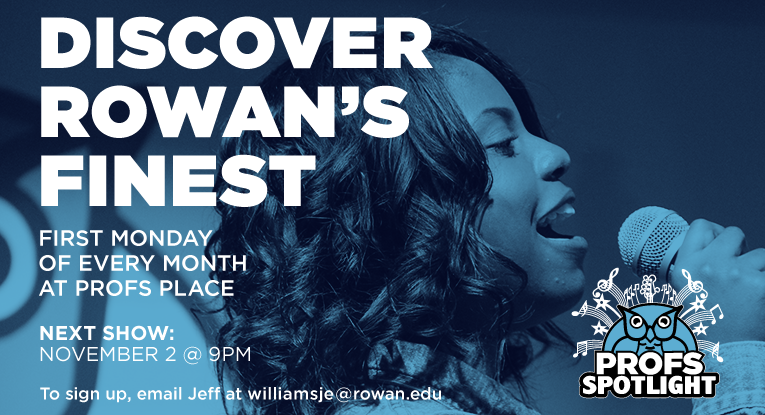 DISCOVER
ROWAN'S
FINEST
FIRST MONDAY
OF EVERY MONTH
AT PROFS PLACE
NEXT SHOW:
NOVEMBER 2 @ 9PM
To sign up, email Jeff at williamsje@rowan.edu
PROFS
SPOTLIGHT